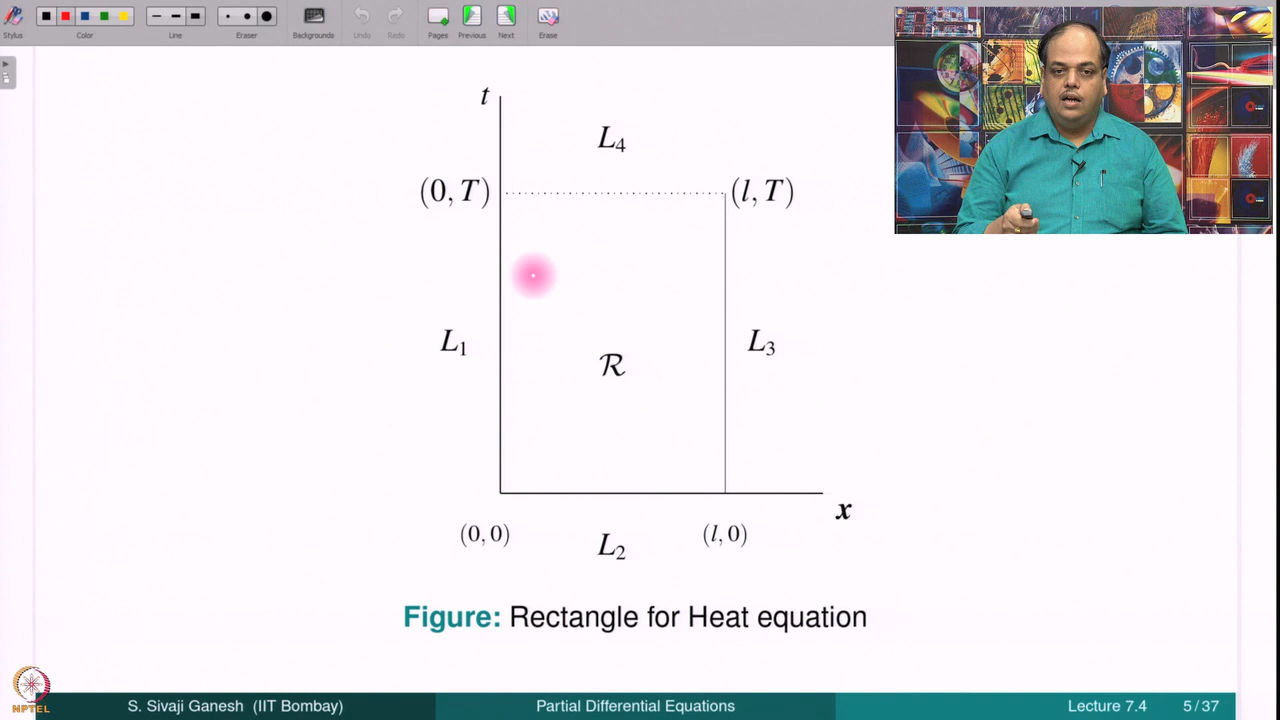 Stylus
Color
Line
Eraser
Backgrounds
Undo
Redo
Pages
Previous
Next
Erase
t
L4
(0, T)
(l, T)
L1
L3
R
x
(0, 0)
(l, 0)
L2
Figure: Rectangle for Heat equation
NPTEL
S. Sivaji Ganesh (IIT Bombay)
Partial Differential Equations
Lecture 7.4
5 / 37